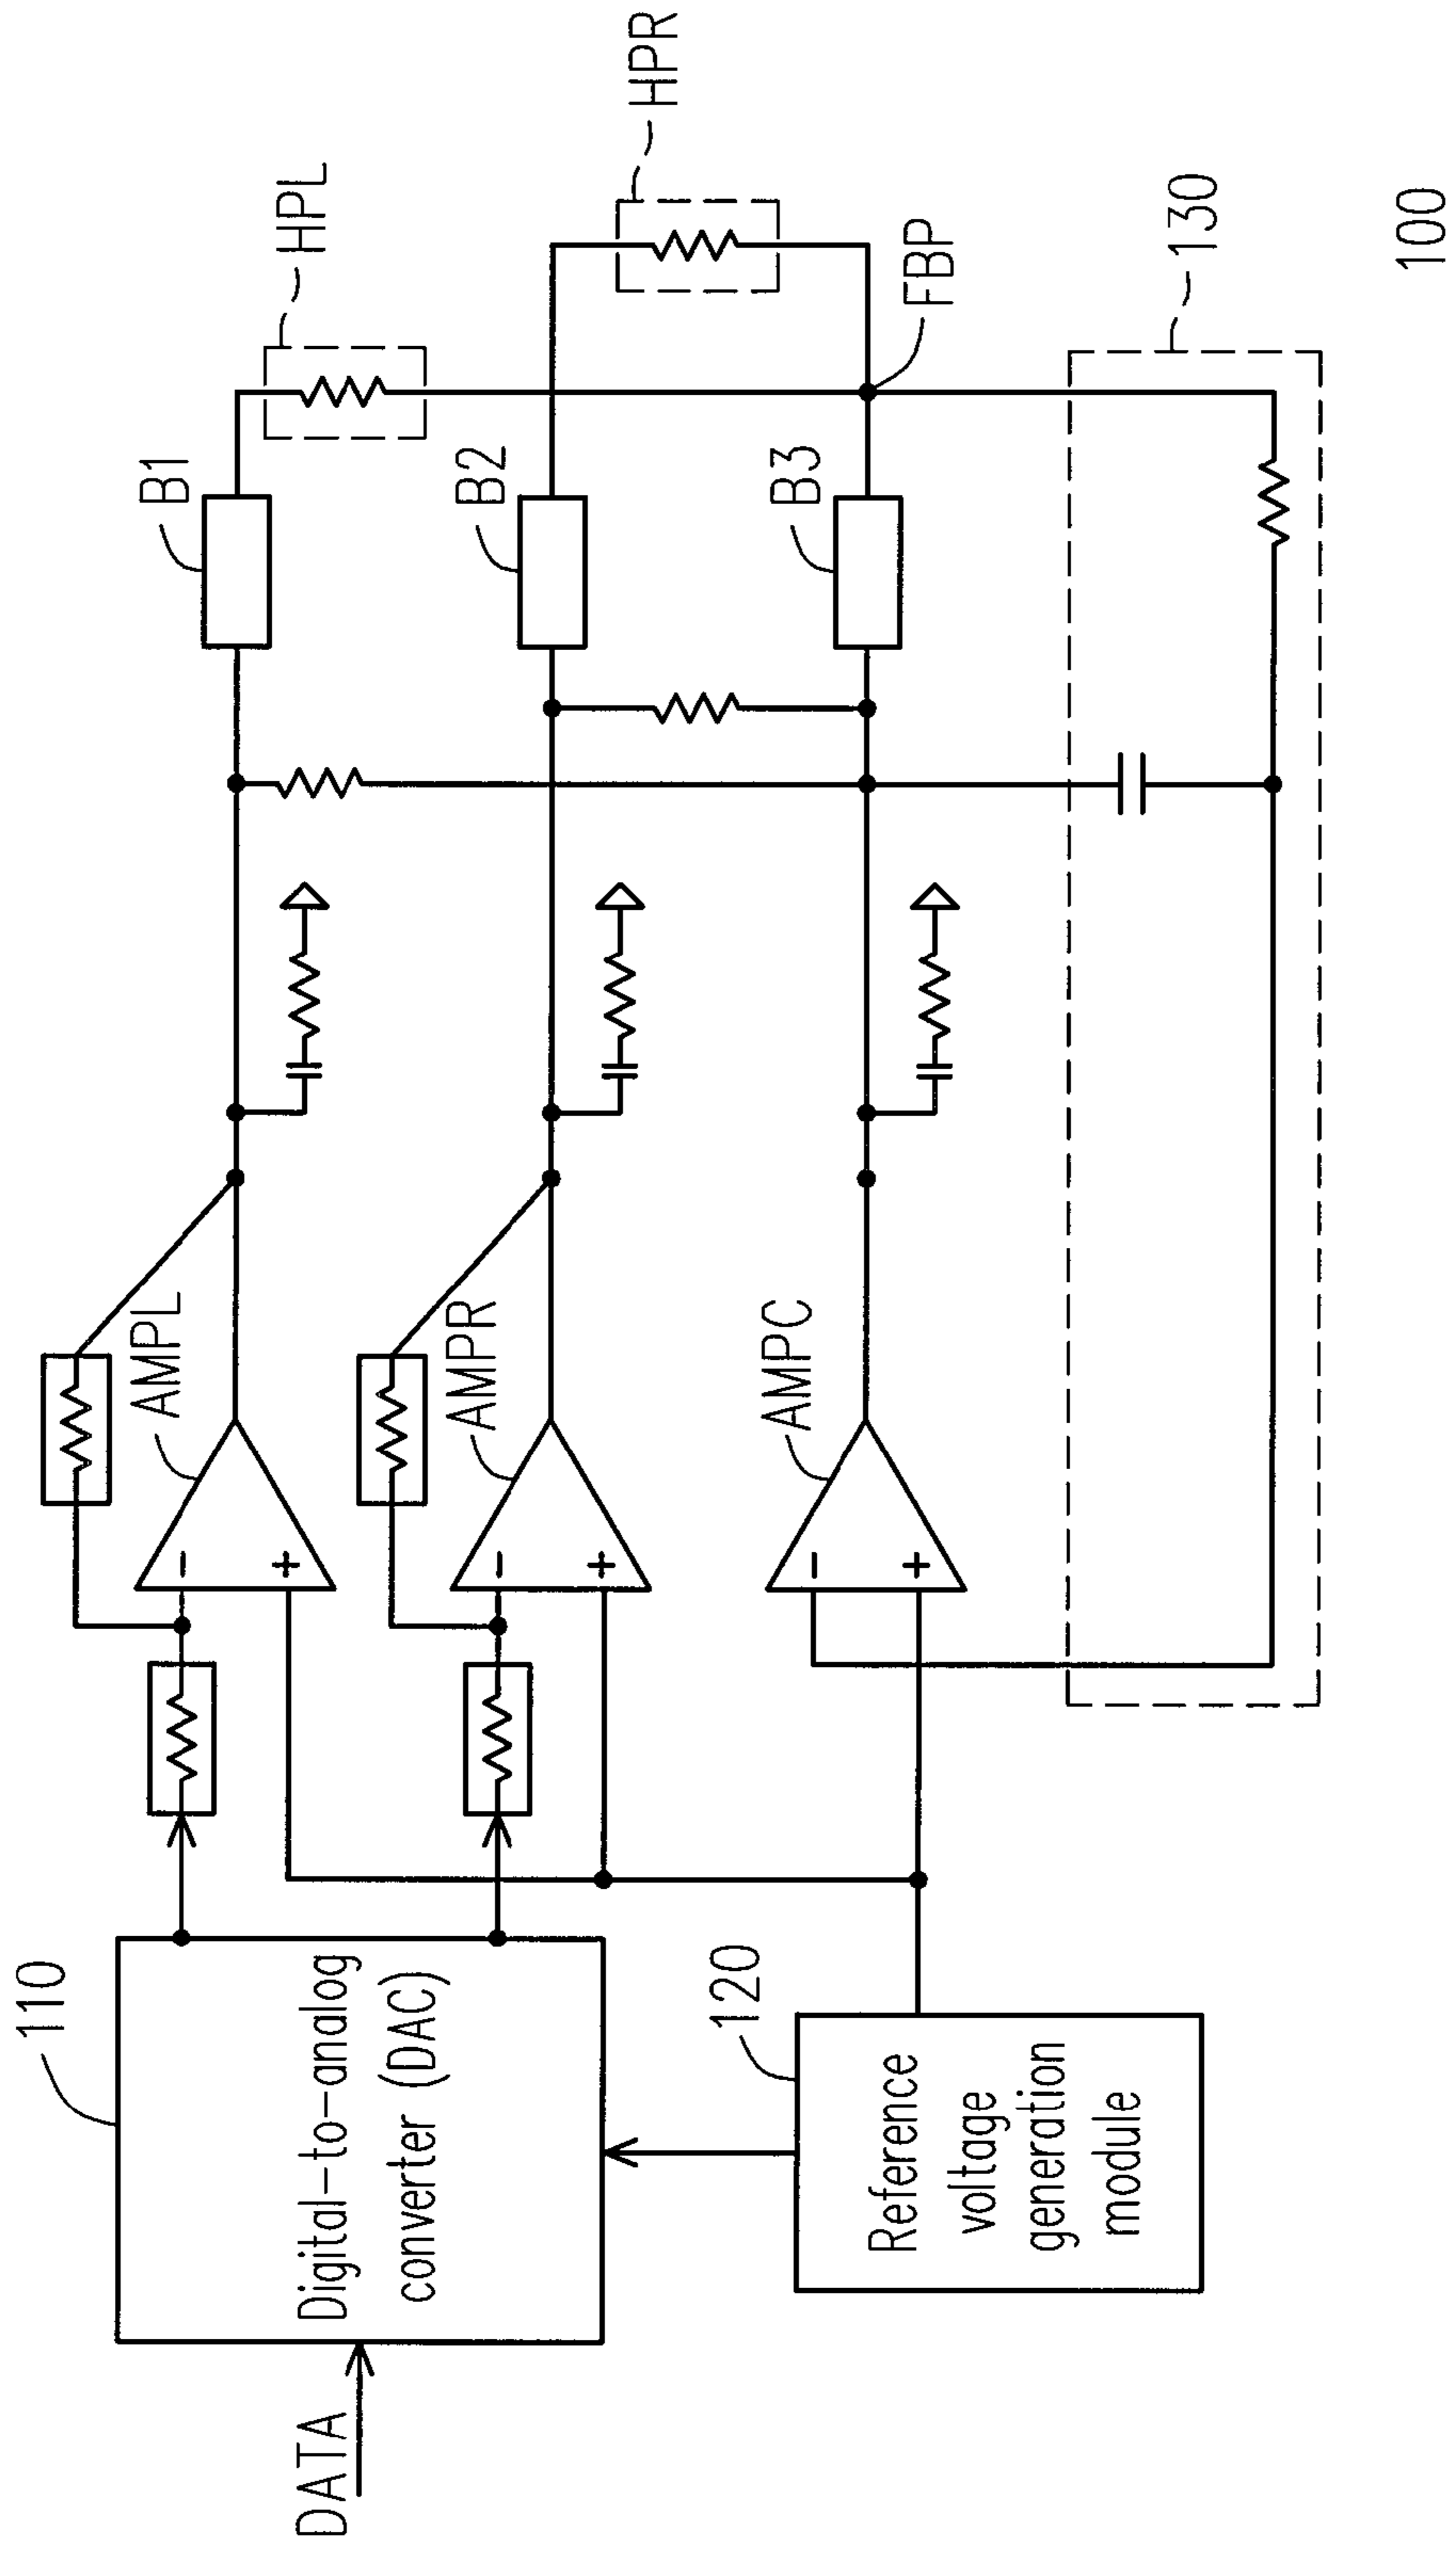 110
Digital-to-analog
converter (DAC)
DATA
120
Reference
voltage
generation
module
AMPL
-
+
AMPR
-
+
AMPC
-
+
B1
B2
B3
HPL
HPR
FBP
130
100